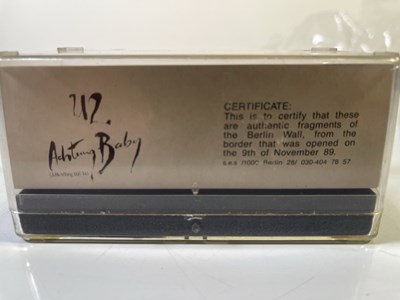 U2.
Achtung Baby
CERTIFICATE:
This is to certify that these
are authentic fragments of
the Berlin Wall, from the
border that was opened on
the 9th of November 89.
Berlin 29/ 030-404 78 57